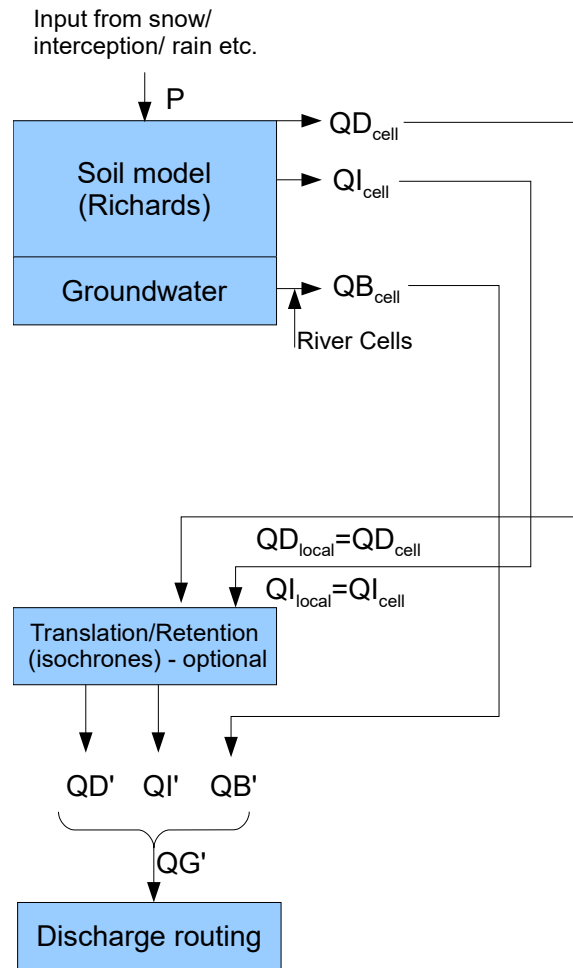 Input from snow/
interception/ rain etc.
P
QDcell
Soil model
(Richards)
QIcell
Groundwater
QBcell
River Cells
QDlocal=QDcell
QIlocal=QIcell
Translation/Retention
(isochrones) - optional
QD' QI' QB'
QG'
Discharge routing